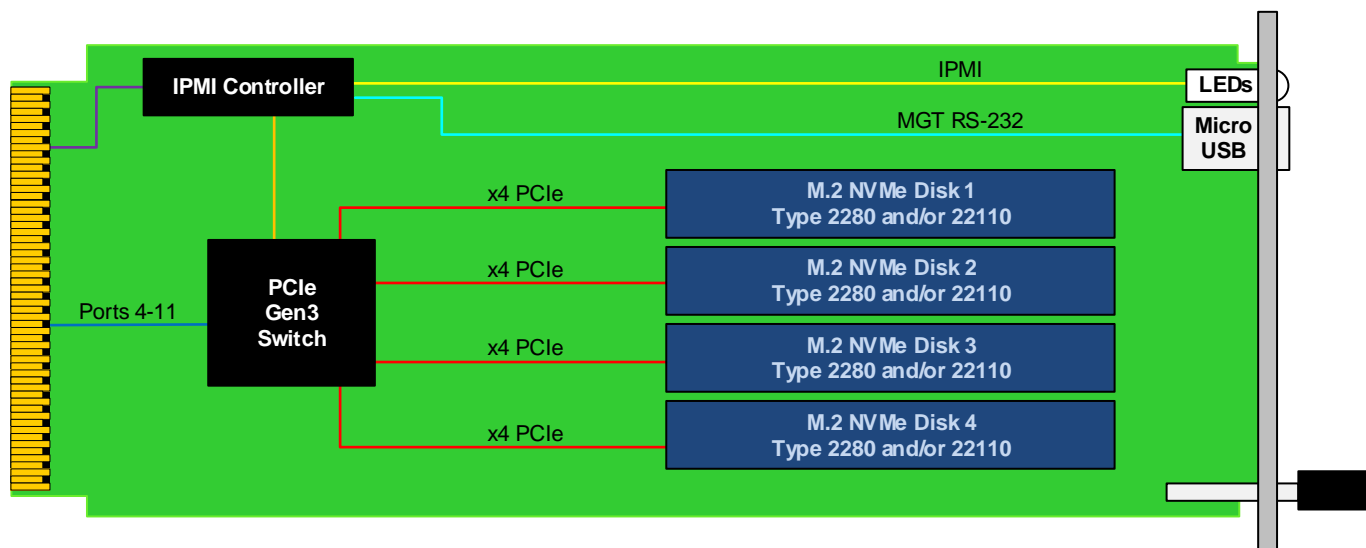 IPMI Controller
IPMI
LEDs
MGT RS-232
Micro
USB
x4 PCIe
M.2 NVMe Disk 1
Type 2280 and/or 22110
x4 PCIe
M.2 NVMe Disk 2
Type 2280 and/or 22110
PCIe
Gen3
Switch
Ports 4-11
x4 PCIe
M.2 NVMe Disk 3
Type 2280 and/or 22110
x4 PCIe
M.2 NVMe Disk 4
Type 2280 and/or 22110